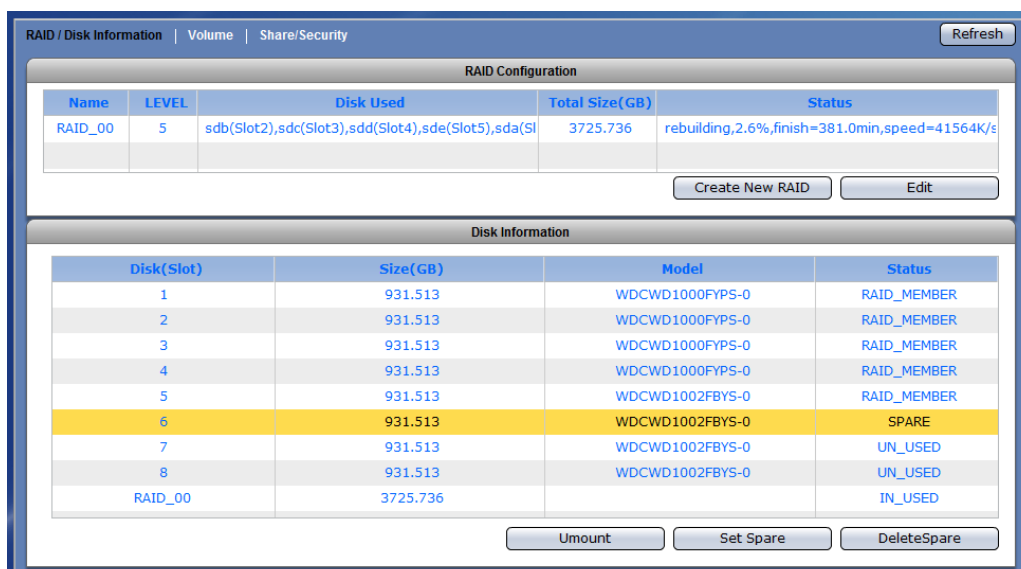 RAID / Disk Information | Volume | Share/Security Refresh
RAID Configuration
Name LEVEL Disk Used Total Size(GB) Status
RAID_00 5 sdb(Slot2),sdc(Slot3),sdd(Slot4),sde(Slot5),sda(Sl 3725.736 rebuilding,2.6%,finish=381.0min,speed=41564K/s
Create New RAID Edit
Disk Information
Disk(Slot) Size(GB) Model Status
1 931.513 WDCWD1000FYPS-0 RAID_MEMBER
2 931.513 WDCWD1000FYPS-0 RAID_MEMBER
3 931.513 WDCWD1000FYPS-0 RAID_MEMBER
4 931.513 WDCWD1000FYPS-0 RAID_MEMBER
5 931.513 WDCWD1002FBYS-0 RAID_MEMBER
6 931.513 WDCWD1002FBYS-0 SPARE
7 931.513 WDCWD1002FBYS-0 UN_USED
8 931.513 WDCWD1002FBYS-0 UN_USED
RAID_00 3725.736 IN_USED
Umount Set Spare DeleteSpare